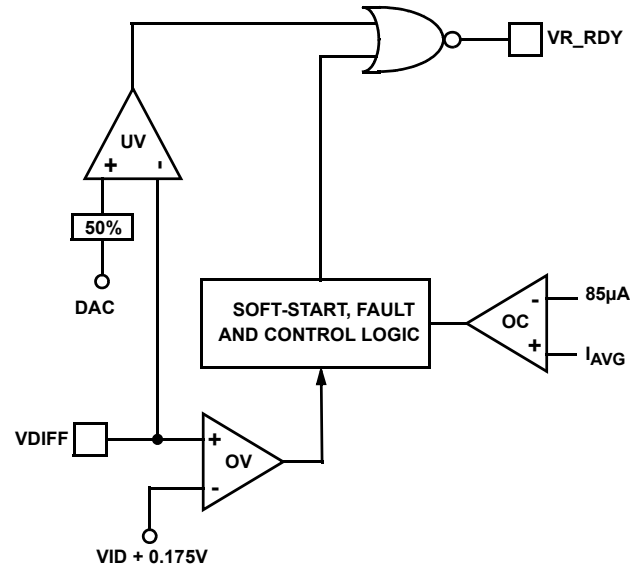 VR_RDY
UV
+ -
50%
DAC
SOFT-START, FAULT
AND CONTROL LOGIC
- 85µA
OC
+ IAVG
VDIFF
+
OV
-
VID + 0.175V